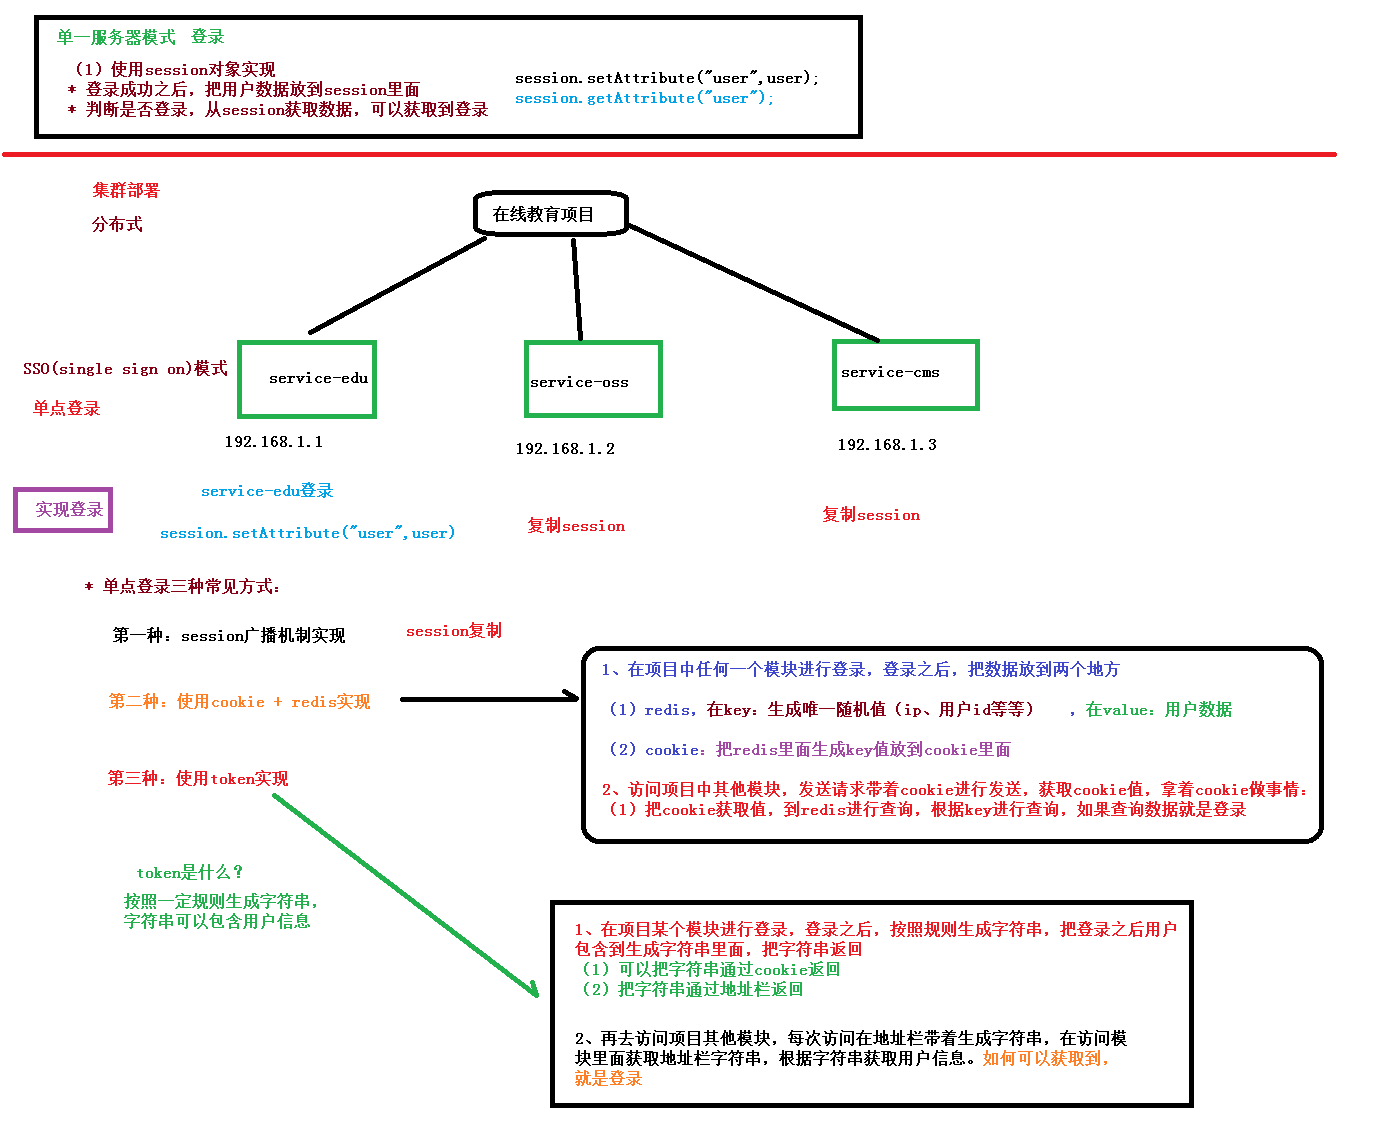 单一服务器模式 登录
（1）使用session对象实现
* 登录成功之后，把用户数据放到session里面
* 判断是否登录，从session获取数据，可以获取到登录
session.setAttribute("user",user);
session.getAttribute("user");
集群部署
分布式
在线教育项目
SSO(single sign on)模式
单点登录
service-edu
service-oss
service-cms
192.168.1.1
192.168.1.2
192.168.1.3
实现登录
service-edu登录
session.setAttribute("user",user)
复制session
复制session
* 单点登录三种常见方式：
第一种：session广播机制实现
session复制
第二种：使用cookie + redis实现
1、在项目中任何一个模块进行登录，登录之后，把数据放到两个地方
（1）redis，在key：生成唯一随机值（ip、用户id等等） ，在value：用户数据
（2）cookie：把redis里面生成key值放到cookie里面
2、访问项目中其他模块，发送请求带着cookie进行发送，获取cookie值，拿着cookie做事情：
（1）把cookie获取值，到redis进行查询，根据key进行查询，如果查询数据就是登录
第三种：使用token实现
token是什么？
按照一定规则生成字符串，
字符串可以包含用户信息
1、在项目某个模块进行登录，登录之后，按照规则生成字符串，把登录之后用户
包含到生成字符串里面，把字符串返回
（1）可以把字符串通过cookie返回
（2）把字符串通过地址栏返回
2、再去访问项目其他模块，每次访问在地址栏带着生成字符串，在访问模
块里面获取地址栏字符串，根据字符串获取用户信息。如何可以获取到，
就是登录